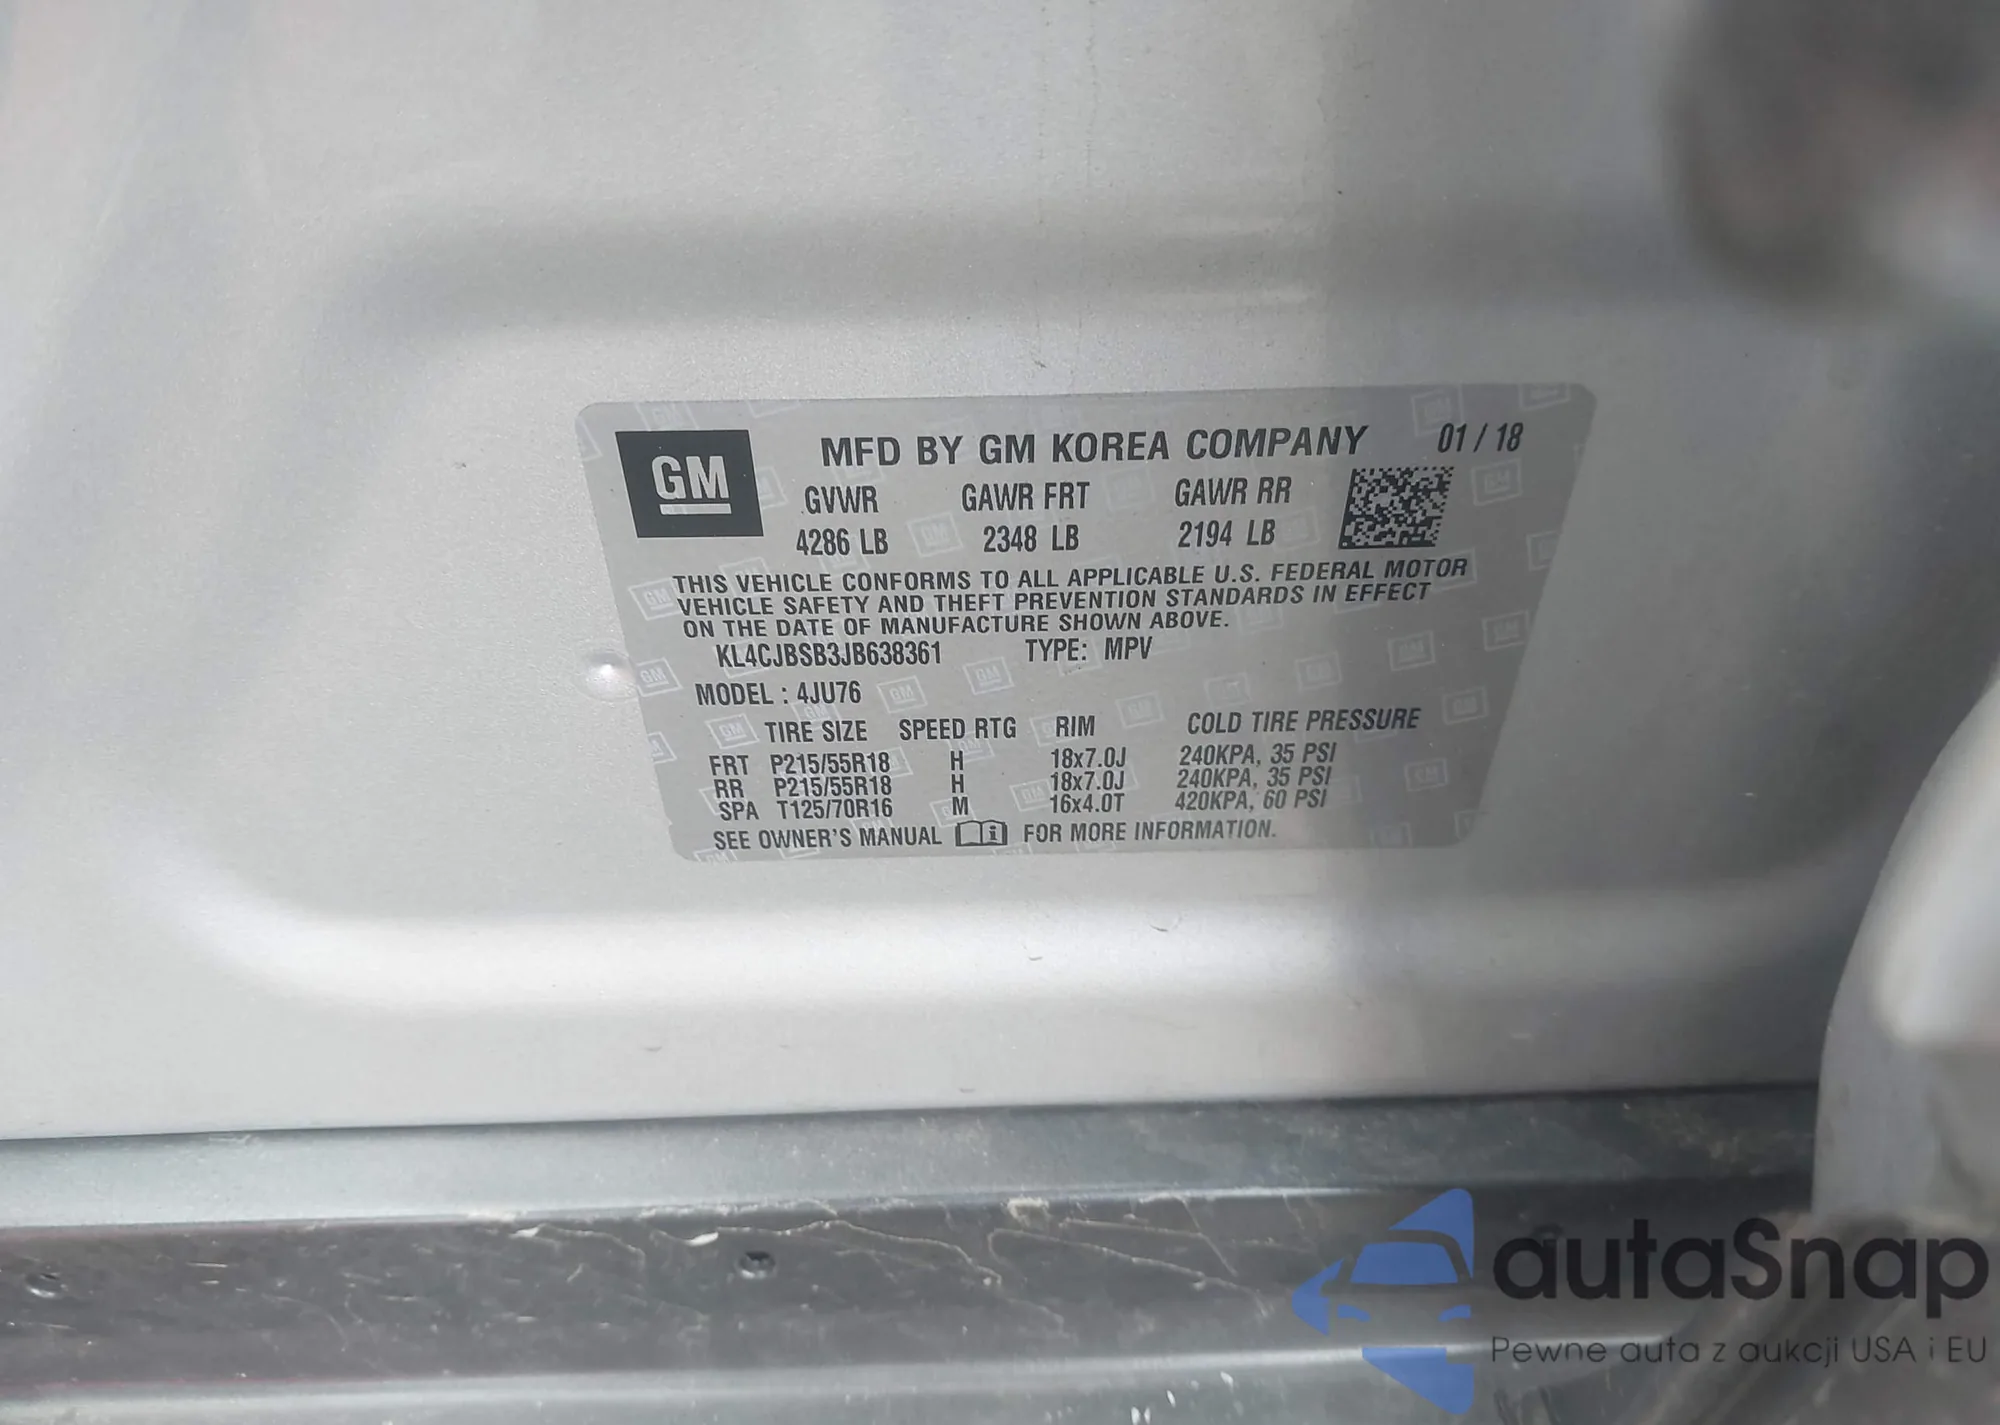 GM
MFD BY GM KOREA COMPANY 01 / 18
GVWR GAWR FRT GAWR RR
4286 LB 2348 LB 2194 LB
THIS VEHICLE CONFORMS TO ALL APPLICABLE U.S. FEDERAL MOTOR
VEHICLE SAFETY AND THEFT PREVENTION STANDARDS IN EFFECT
ON THE DATE OF MANUFACTURE SHOWN ABOVE.
KL4CJBSB3JB638361 TYPE: MPV
MODEL : 4JU76
TIRE SIZE SPEED RTG RIM COLD TIRE PRESSURE
FRT P215/55R18 H 18x7.0J 240KPA, 35 PSI
RR P215/55R18 H 18x7.0J 240KPA, 35 PSI
SPA T125/70R16 M 16x4.0T 420KPA, 60 PSI
SEE OWNER'S MANUAL FOR MORE INFORMATION.
autaSnap
Pewne auta z aukcji USA i EU